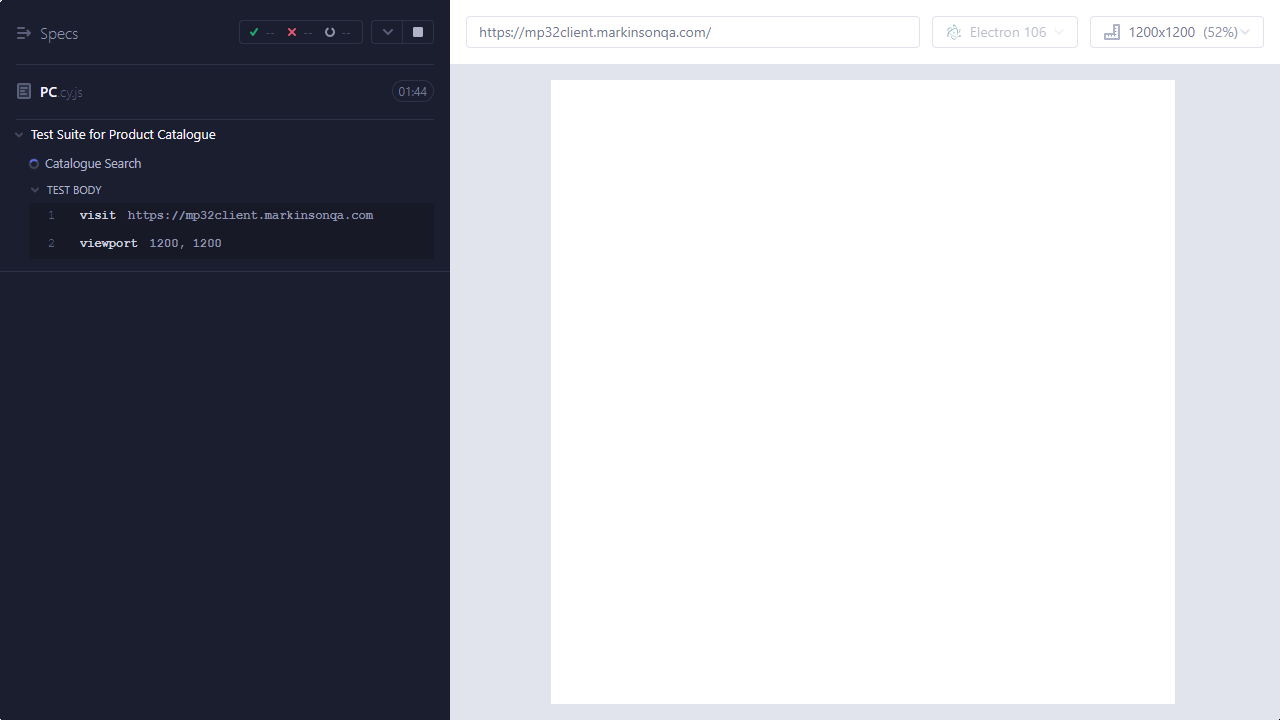 Specs
-- -- --
PC.cy.js
01:44
Test Suite for Product Catalogue
Catalogue Search
TEST BODY
1 visit https://mp32client.markinsonqa.com
2 viewport 1200, 1200
https://mp32client.markinsonqa.com/
Electron 106
1200x1200 (52%)